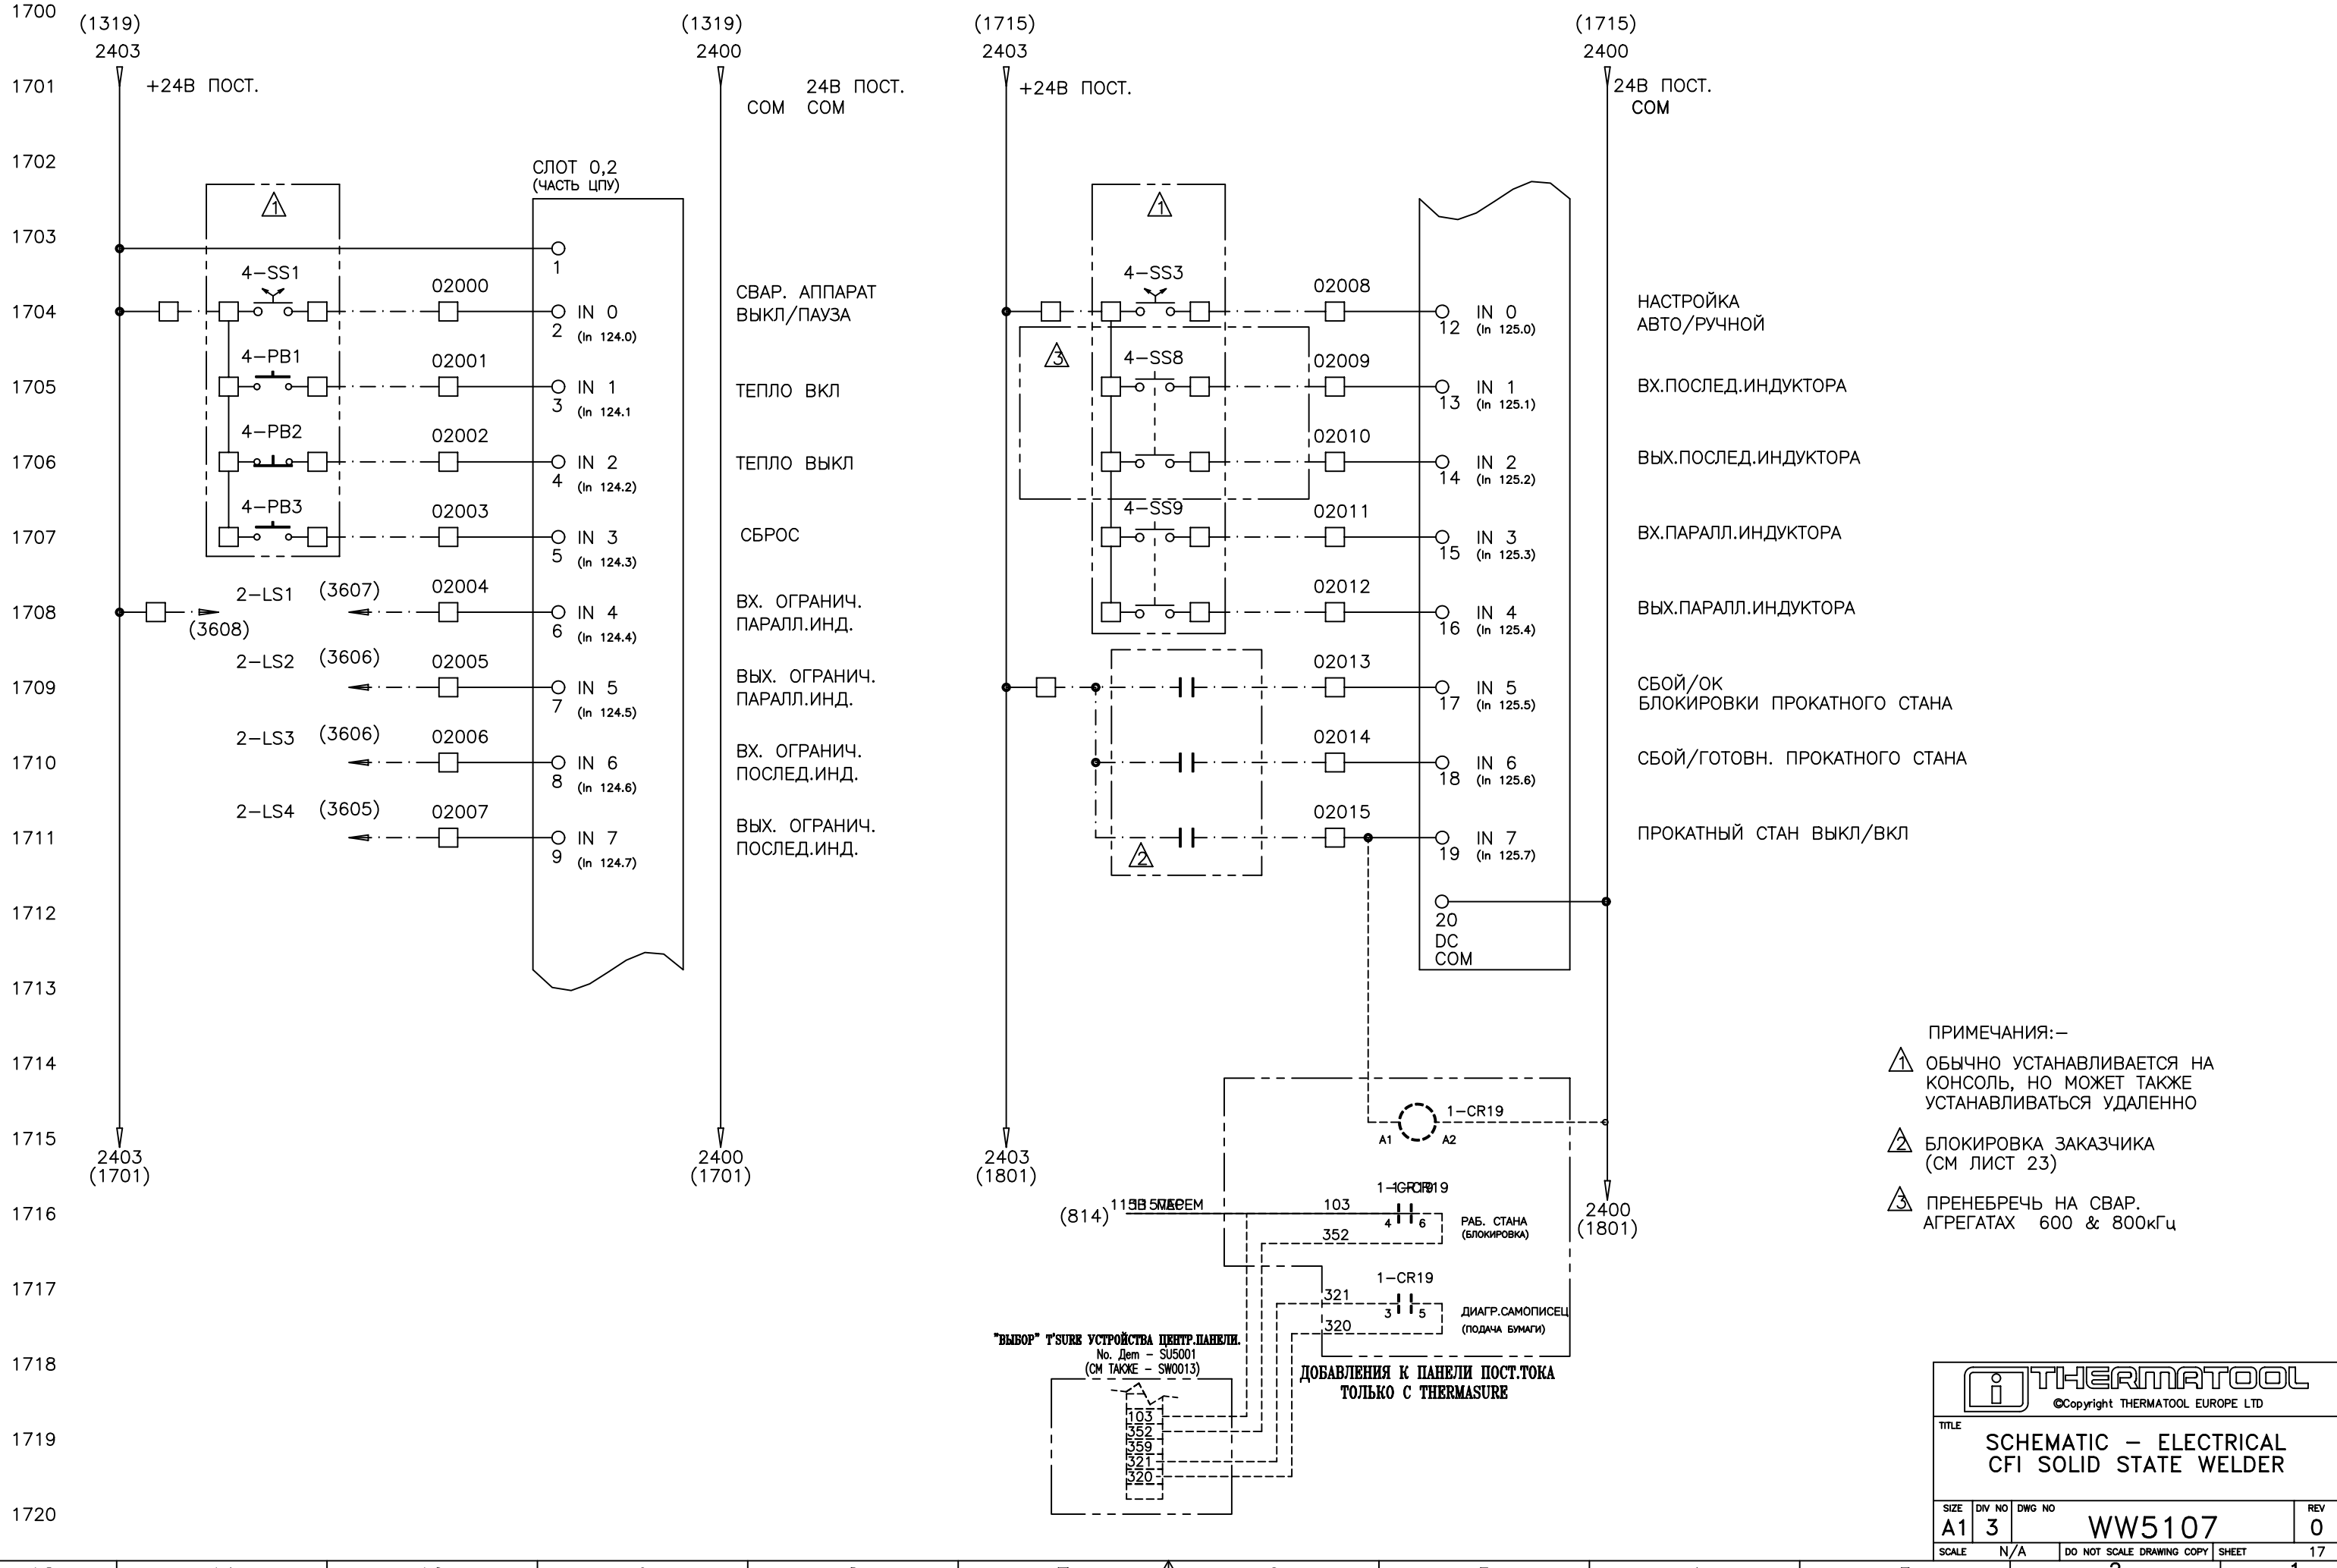 1700
(1319)
2403
(1319)
2400
(1715)
2403
(1715)
2400
1701
+24В ПОСТ.
24В ПОСТ.
COM COM
+24В ПОСТ.
24В ПОСТ.
COM
1702
СЛОТ 0,2
(ЧАСТЬ ЦПУ)
1
1
1703
1
4-SS1
02000
IN 0
2 (In 124.0)
СВАР. АППАРАТ
ВЫКЛ/ПАУЗА
4-SS3
02008
IN 0
12 (In 125.0)
НАСТРОЙКА
АВТО/РУЧНОЙ
1704
3
4-PB1
02001
IN 1
3 (In 124.1
ТЕПЛО ВКЛ
4-SS8
02009
IN 1
13 (In 125.1)
ВХ.ПОСЛЕД.ИНДУКТОРА
1705
4-PB2
02002
IN 2
4 (In 124.2)
ТЕПЛО ВЫКЛ
02010
IN 2
14 (In 125.2)
ВЫХ.ПОСЛЕД.ИНДУКТОРА
1706
4-PB3
02003
IN 3
5 (In 124.3)
СБРОС
4-SS9
02011
IN 3
15 (In 125.3)
ВХ.ПАРАЛЛ.ИНДУКТОРА
1707
2-LS1 (3607)
(3608)
02004
IN 4
6 (In 124.4)
ВХ. ОГРАНИЧ.
ПАРАЛЛ.ИНД.
02012
IN 4
16 (In 125.4)
ВЫХ.ПАРАЛЛ.ИНДУКТОРА
1708
2-LS2 (3606)
02005
IN 5
7 (In 124.5)
ВЫХ. ОГРАНИЧ.
ПАРАЛЛ.ИНД.
02013
IN 5
17 (In 125.5)
СБОЙ/ОК
БЛОКИРОВКИ ПРОКАТНОГО СТАНА
1709
2-LS3 (3606)
02006
IN 6
8 (In 124.6)
ВХ. ОГРАНИЧ.
ПОСЛЕД.ИНД.
02014
IN 6
18 (In 125.6)
СБОЙ/ГОТОВН. ПРОКАТНОГО СТАНА
1710
2-LS4 (3605)
02007
IN 7
9 (In 124.7)
ВЫХ. ОГРАНИЧ.
ПОСЛЕД.ИНД.
02015
IN 7
19 (In 125.7)
ПРОКАТНЫЙ СТАН ВЫКЛ/ВКЛ
1711
2
1712
20
DC
COM
1713
1714
ПРИМЕЧАНИЯ:-
1 ОБЫЧНО УСТАНАВЛИВАЕТСЯ НА
КОНСОЛЬ, НО МОЖЕТ ТАКЖЕ
УСТАНАВЛИВАТЬСЯ УДАЛЕННО
2 БЛОКИРОВКА ЗАКАЗЧИКА
(СМ ЛИСТ 23)
3 ПРЕНЕБРЕЧЬ НА СВАР.
АГРЕГАТАХ 600 & 800кГц
1715
2403
(1701)
2400
(1701)
2403
(1801)
1-CR19
A1 A2
2400
(1801)
1716
(814)
103
4 6
352
РАБ. СТАНА
(БЛОКИРОВКА)
1717
1-CR19
321
3 5
320
ДИАГР.САМОПИСЕЦ
(ПОДАЧА БУМАГИ)
1718
"ВЫБОР" T'SURE УСТРОЙСТВА ЦЕНТР.ПАНЕЛИ.
No. Дет - SU5001
(СМ ТАКЖЕ - SW0013)
ДОБАВЛЕНИЯ К ПАНЕЛИ ПОСТ.ТОКА
ТОЛЬКО С THERMASURE
1719
103
352
359
321
320
1720
THERMATOOL
©Copyright THERMATOOL EUROPE LTD
TITLE
SCHEMATIC - ELECTRICAL
CFI SOLID STATE WELDER
SIZE DIV NO DWG NO REV
A1 3 WW5107 0
SCALE N/A DO NOT SCALE DRAWING COPY SHEET 17